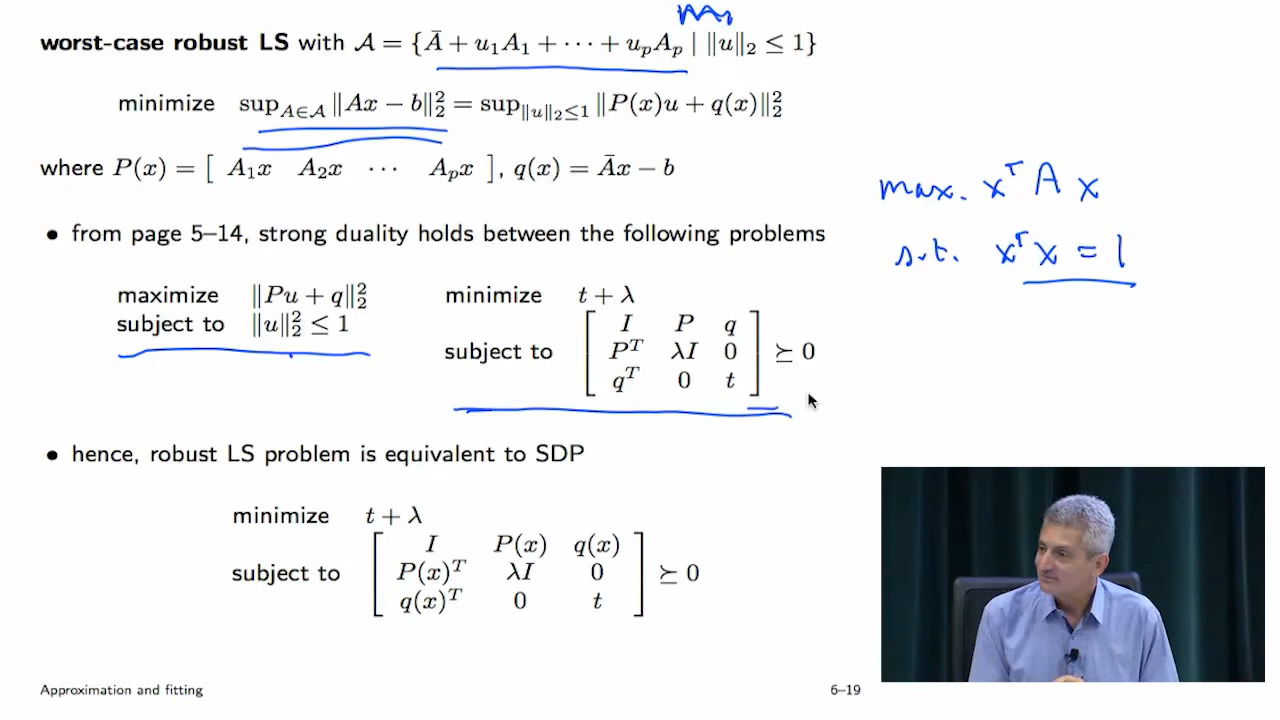 worst-case robust LS with 𝒜 = {Ā + u₁A₁ + ⋯ + uₚAₚ | ‖u‖₂ ≤ 1}
minimize sup_{A∈𝒜} ‖Ax − b‖₂² = sup_{‖u‖₂≤1} ‖P(x)u + q(x)‖₂²
where P(x) = [ A₁x A₂x ⋯ Aₚx ], q(x) = Āx − b
max. xᵀ A x
s.t. xᵀx = 1
• from page 5–14, strong duality holds between the following problems
maximize ‖Pu + q‖₂²
subject to ‖u‖₂² ≤ 1
minimize t + λ
I P q
subject to Pᵀ λI 0 ⪰ 0
qᵀ 0 t
• hence, robust LS problem is equivalent to SDP
minimize t + λ
I P(x) q(x)
subject to P(x)ᵀ λI 0 ⪰ 0
q(x)ᵀ 0 t
Approximation and fitting 6–19